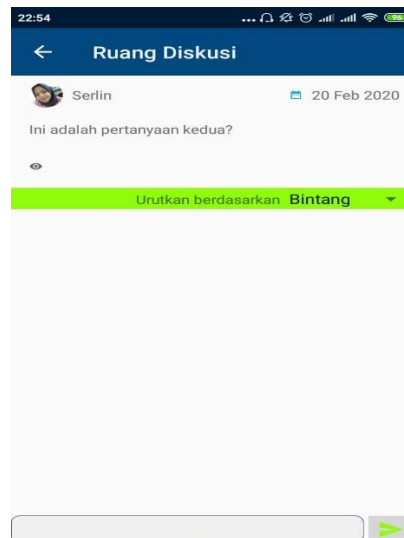 22:54
Ruang Diskusi
Serlin
20 Feb 2020
Ini adalah pertanyaan kedua?
Urutkan berdasarkan Bintang